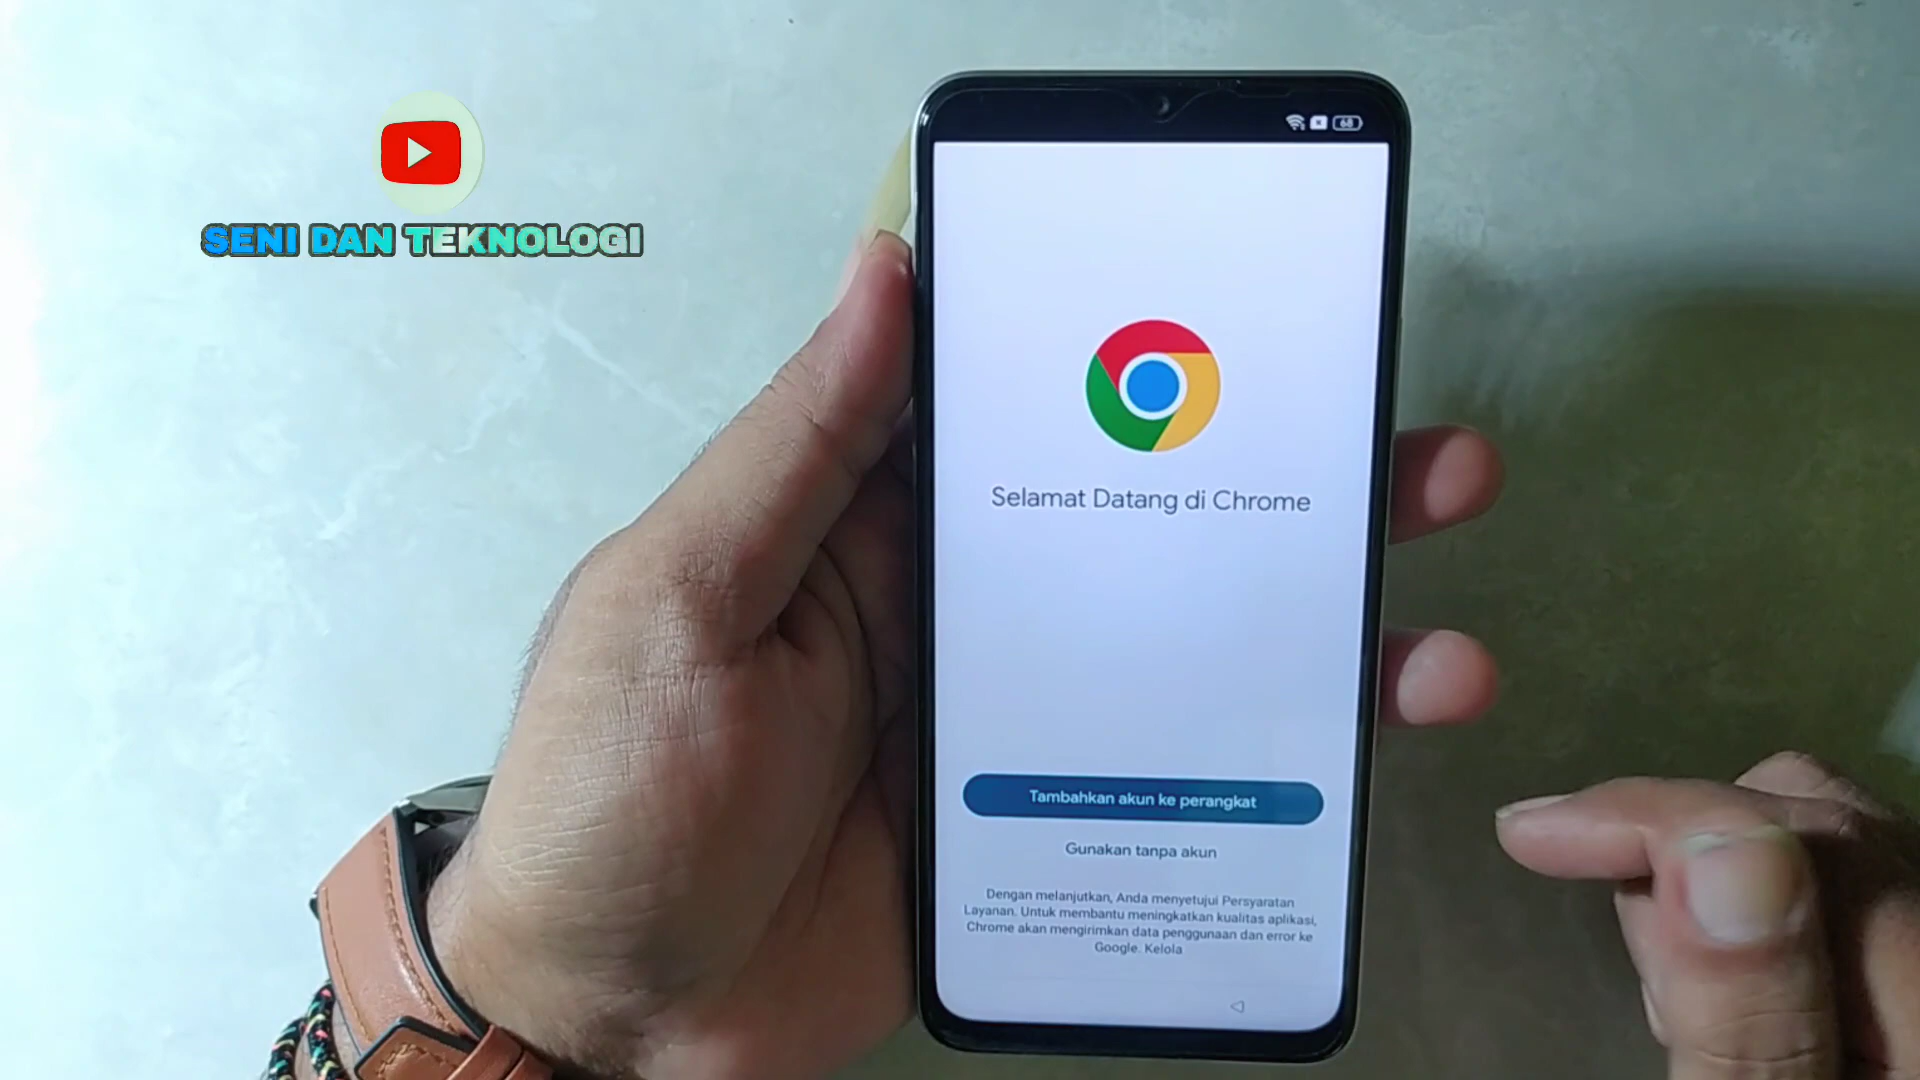 SENI DAN TEKNOLOGI
68
Selamat Datang di Chrome
Tambahkan akun ke perangkat
Gunakan tanpa akun
Dengan melanjutkan, Anda menyetujui Persyaratan
Layanan. Untuk membantu meningkatkan kualitas aplikasi,
Chrome akan mengirimkan data penggunaan dan error ke
Google. Kelola